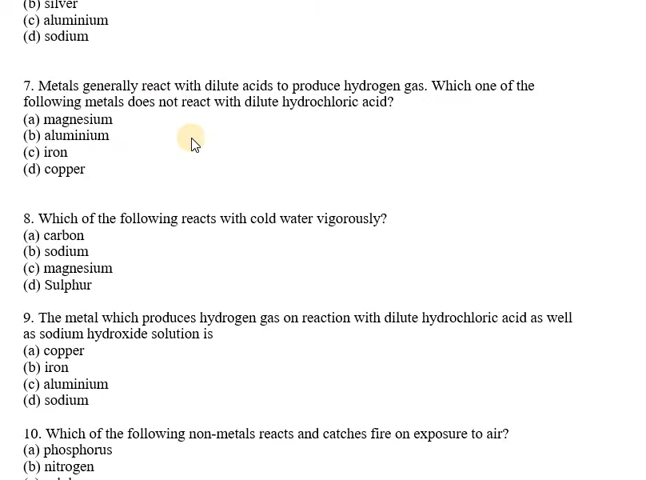 (b) silver
(c) aluminium
(d) sodium
7. Metals generally react with dilute acids to produce hydrogen gas. Which one of the
following metals does not react with dilute hydrochloric acid?
(a) magnesium
(b) aluminium
(c) iron
(d) copper
8. Which of the following reacts with cold water vigorously?
(a) carbon
(b) sodium
(c) magnesium
(d) Sulphur
9. The metal which produces hydrogen gas on reaction with dilute hydrochloric acid as well
as sodium hydroxide solution is
(a) copper
(b) iron
(c) aluminium
(d) sodium
10. Which of the following non-metals reacts and catches fire on exposure to air?
(a) phosphorus
(b) nitrogen